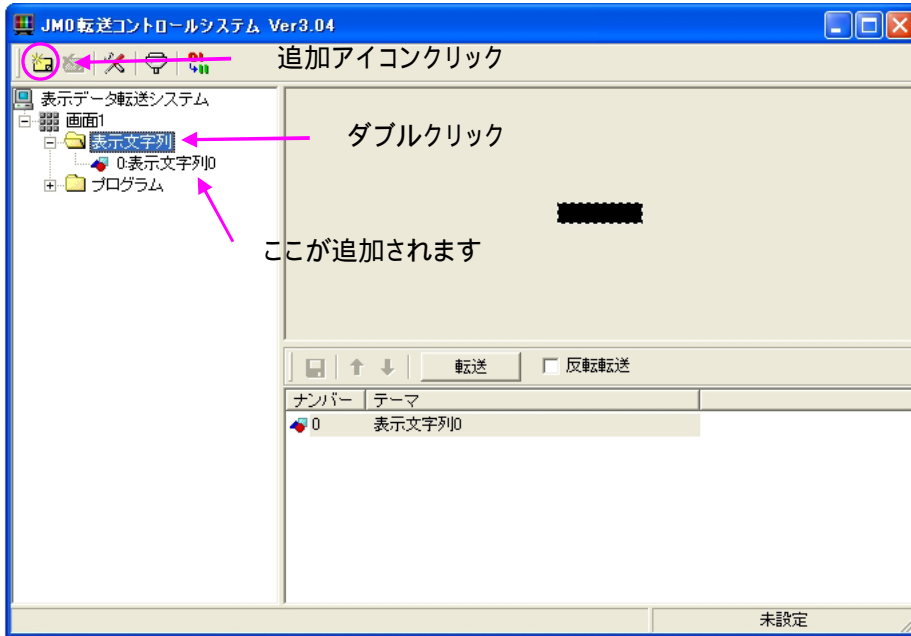 JMO転送コントロールシステム Ver3.04
追加アイコンクリック
表示データ転送システム
画面1
表示文字列
ダブルクリック
0:表示文字列0
プログラム
ここが追加されます
転送
反転転送
ナンバー テーマ
0 表示文字列0
未設定